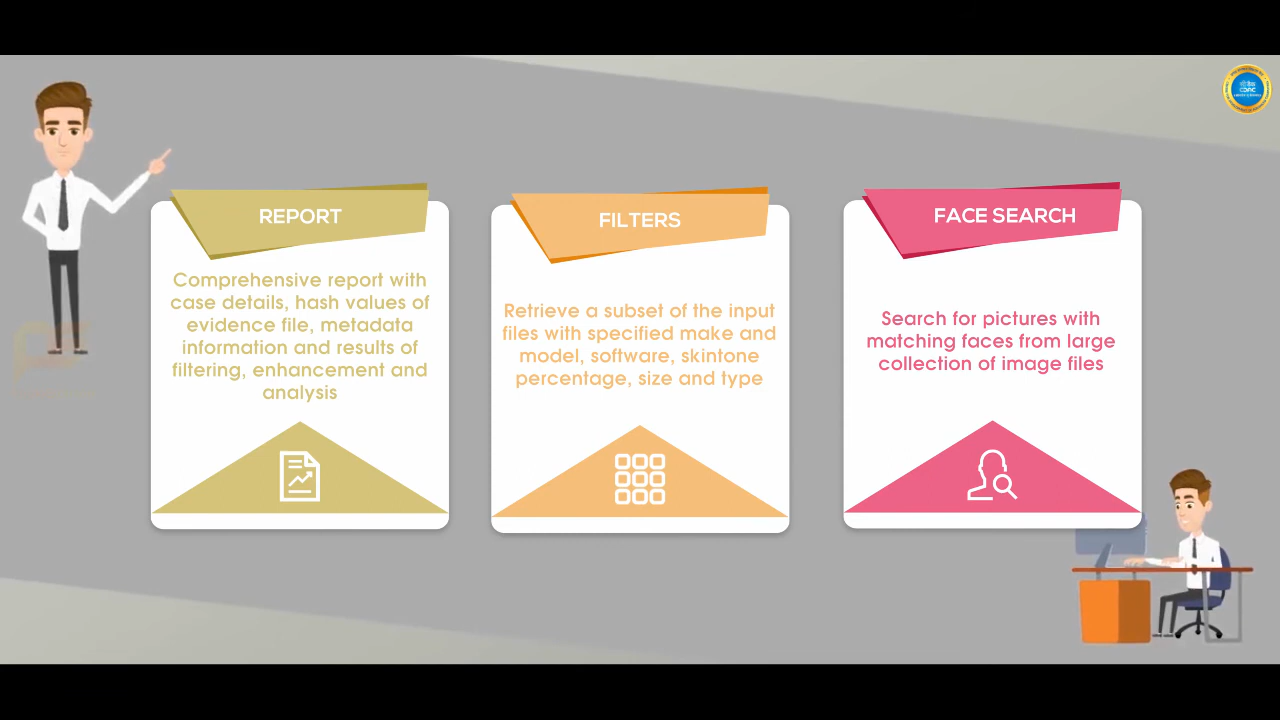 REPORT
Comprehensive report with
case details, hash values of
evidence file, metadata
information and results of
filtering, enhancement and
analysis
FILTERS
Retrieve a subset of the input
files with specified make and
model, software, skintone
percentage, size and type
FACE SEARCH
Search for pictures with
matching faces from large
collection of image files
CDAC